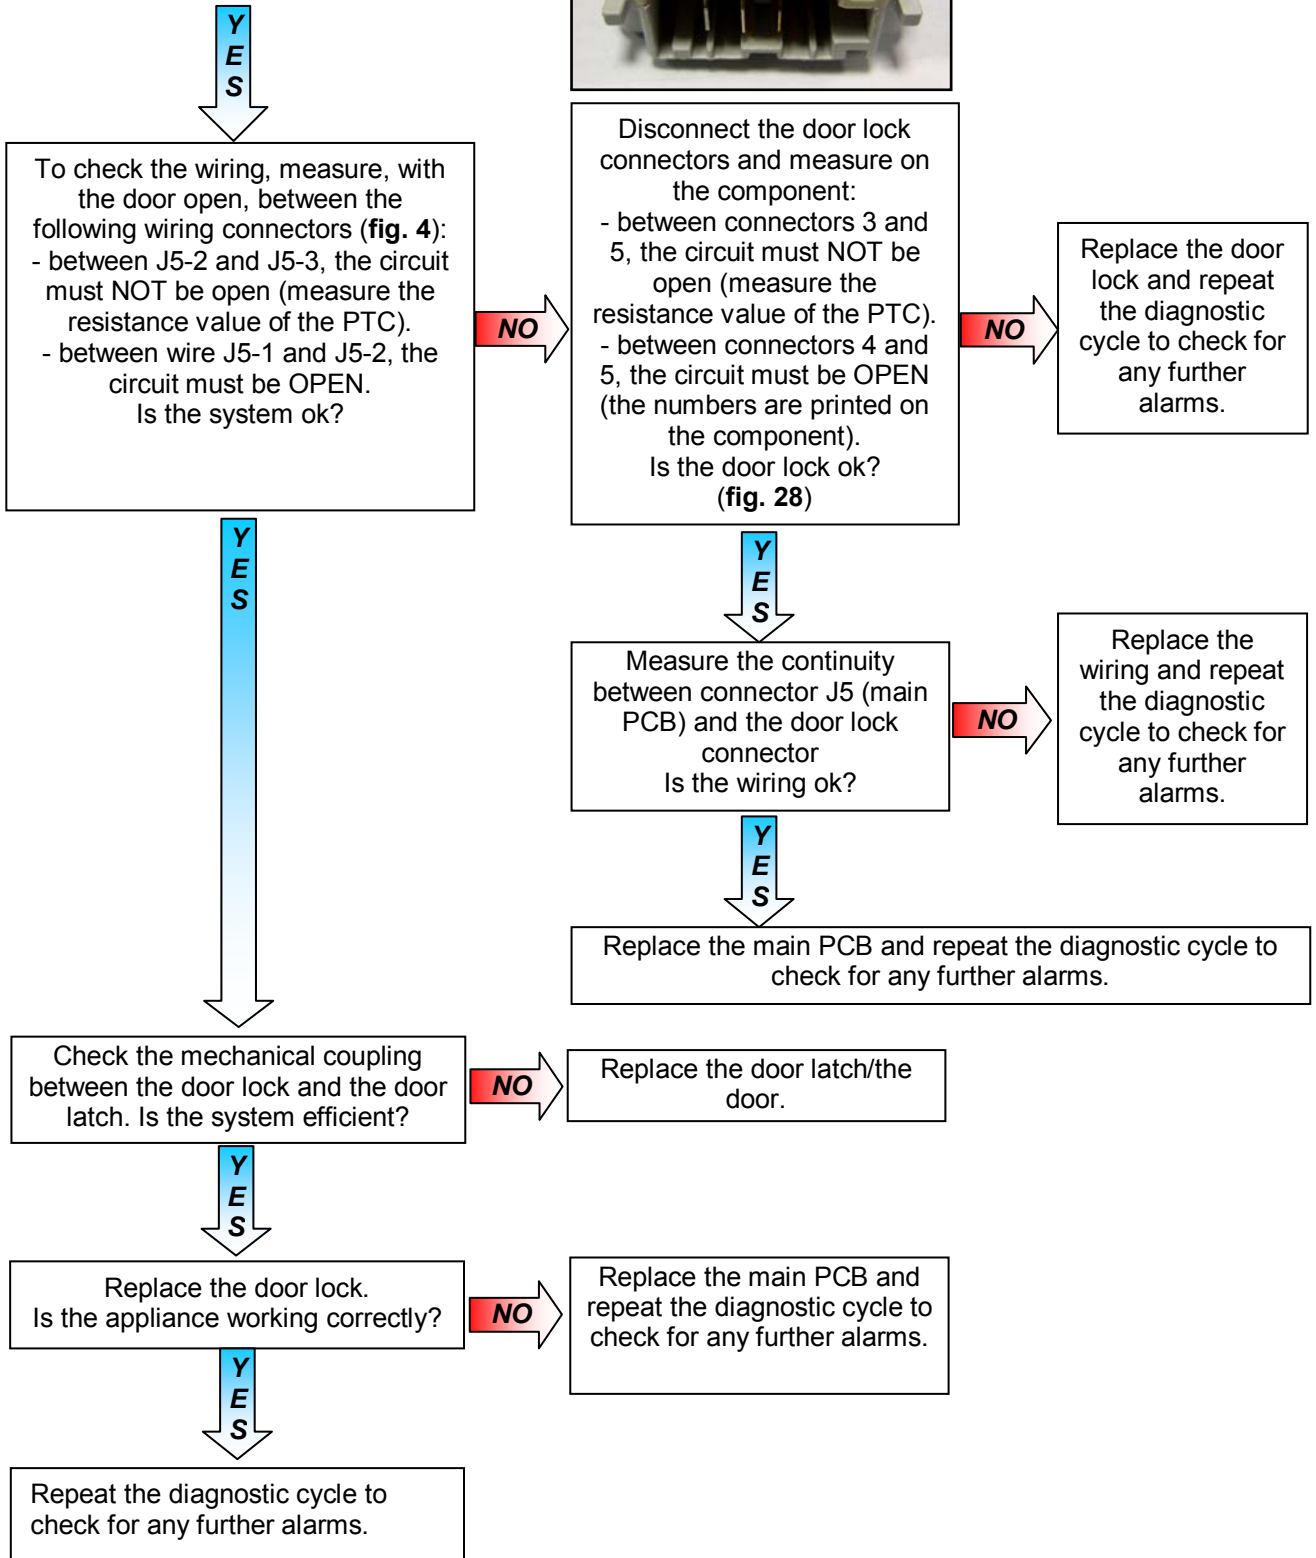 Y
E
S
To check the wiring, measure, with
the door open, between the
following wiring connectors (fig. 4):
- between J5-2 and J5-3, the circuit
must NOT be open (measure the
resistance value of the PTC).
- between wire J5-1 and J5-2, the
circuit must be OPEN.
Is the system ok?
NO
Disconnect the door lock
connectors and measure on
the component:
- between connectors 3 and
5, the circuit must NOT be
open (measure the
resistance value of the PTC).
- between connectors 4 and
5, the circuit must be OPEN
(the numbers are printed on
the component).
Is the door lock ok?
(fig. 28)
NO
Replace the door
lock and repeat
the diagnostic
cycle to check for
any further
alarms.
Y
E
S
Y
E
S
Measure the continuity
between connector J5 (main
PCB) and the door lock
connector
Is the wiring ok?
NO
Replace the
wiring and repeat
the diagnostic
cycle to check for
any further
alarms.
Y
E
S
Replace the main PCB and repeat the diagnostic cycle to
check for any further alarms.
Check the mechanical coupling
between the door lock and the door
latch. Is the system efficient?
NO
Replace the door latch/the
door.
Y
E
S
Replace the door lock.
Is the appliance working correctly?
NO
Replace the main PCB and
repeat the diagnostic cycle to
check for any further alarms.
Y
E
S
Repeat the diagnostic cycle to
check for any further alarms.